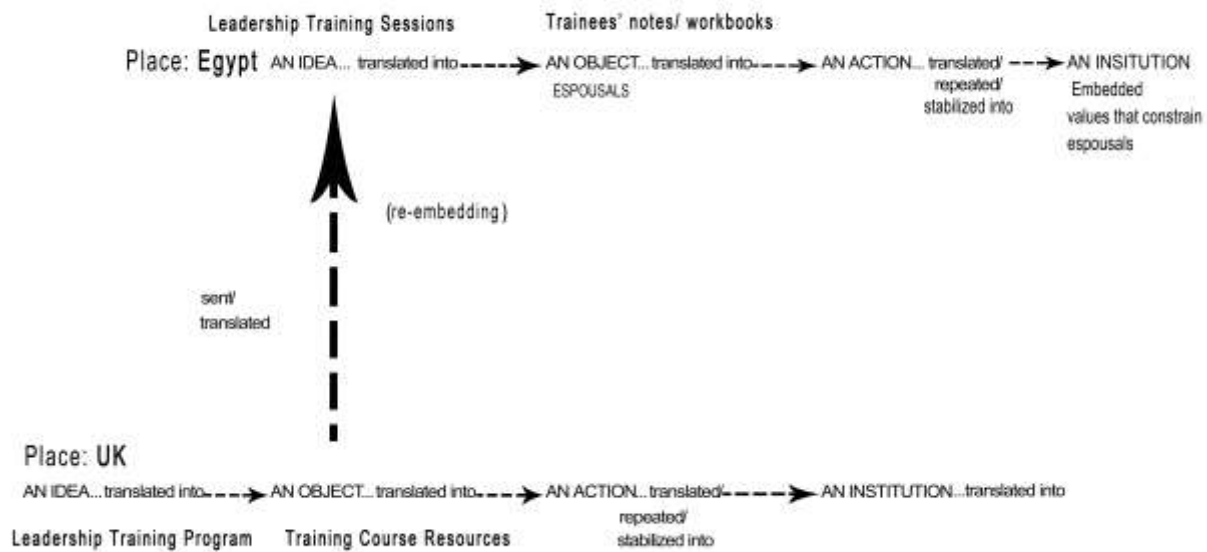 Leadership Training Sessions
Trainees' notes/ workbooks
Place: Egypt AN IDEA... translated into AN OBJECT... translated into AN ACTION... translated/ AN INSITUTION
ESPOUSALS
repeated/
stabilized into
Embedded
values that constrain
espousals
(re-embedding)
sent/
translated
Place: UK
AN IDEA... translated into AN OBJECT... translated into AN ACTION... translated/ AN INSTITUTION...translated into
repeated/
stabilized into
Leadership Training Program
Training Course Resources